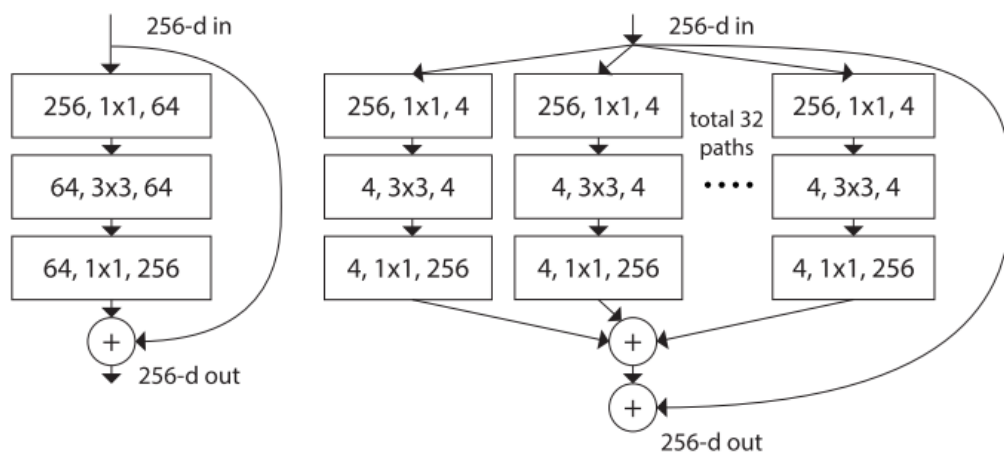 256-d in
256, 1x1, 64
64, 3x3, 64
64, 1x1, 256
+
256-d out
256-d in
256, 1x1, 4
256, 1x1, 4
total 32
paths
256, 1x1, 4
4, 3x3, 4
4, 3x3, 4
....
4, 3x3, 4
4, 1x1, 256
4, 1x1, 256
4, 1x1, 256
+
+
256-d out